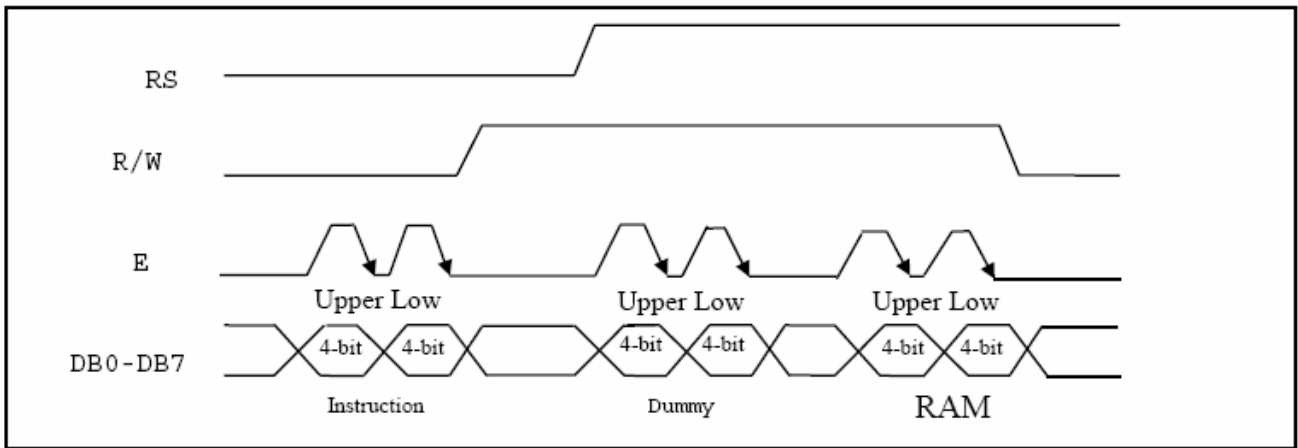 RS
R/W
E
Upper Low
Upper Low
Upper Low
DB0-DB7
4-bit
4-bit
4-bit
4-bit
4-bit
4-bit
Instruction
Dummy
RAM